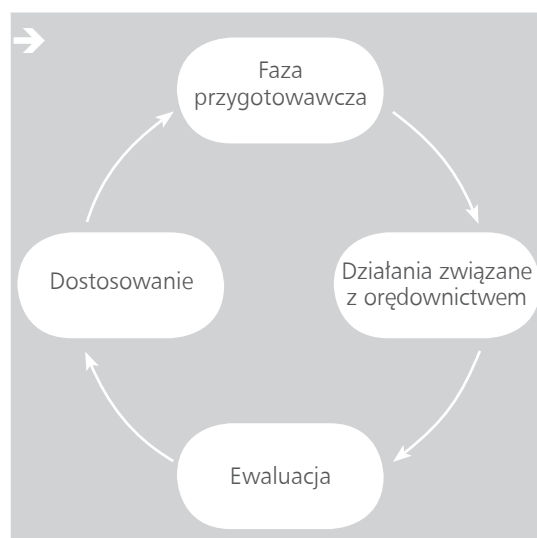 Faza
przygotowawcza
Działania związane
z orędownictwem
Ewaluacja
Dostosowanie